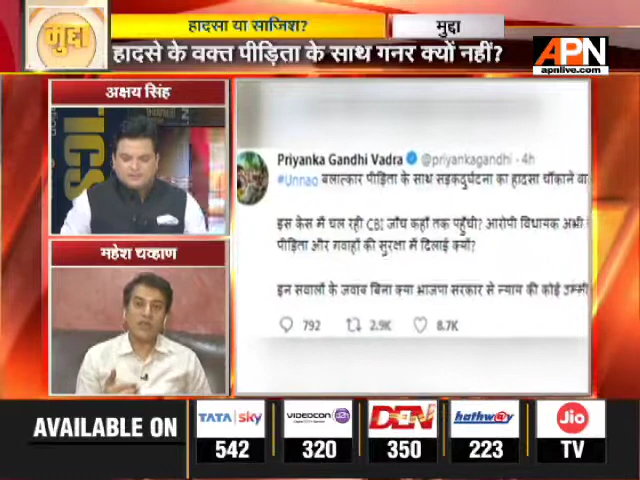 मुद्दा
हादसा या साज़िश?
मुद्दा
हादसे के वक्त पीड़िता के साथ गनर क्यों नहीं?
APN
apnlive.com
अक्षय सिंह
Priyanka Gandhi Vadra @priyankagandhi · 4h
#Unnao बलात्कार पीड़िता के साथ सड़क दुर्घटना का हादसा चौंकाने वा
इस केस में चल रही CBI जाँच कहाँ तक पहुँची? आरोपी विधायक अभी
पीड़िता और गवाहों की सुरक्षा में ढिलाई क्यों?
इन सवालों के जवाब बिना क्या भाजपा सरकार से न्याय की कोई उम्मी
792 2.9K 8.7K
महेश चव्हाण
AVAILABLE ON
TATA sky
542
VIDEOCON d2h
320
DEN
350
hathw@y
223
Jio
TV